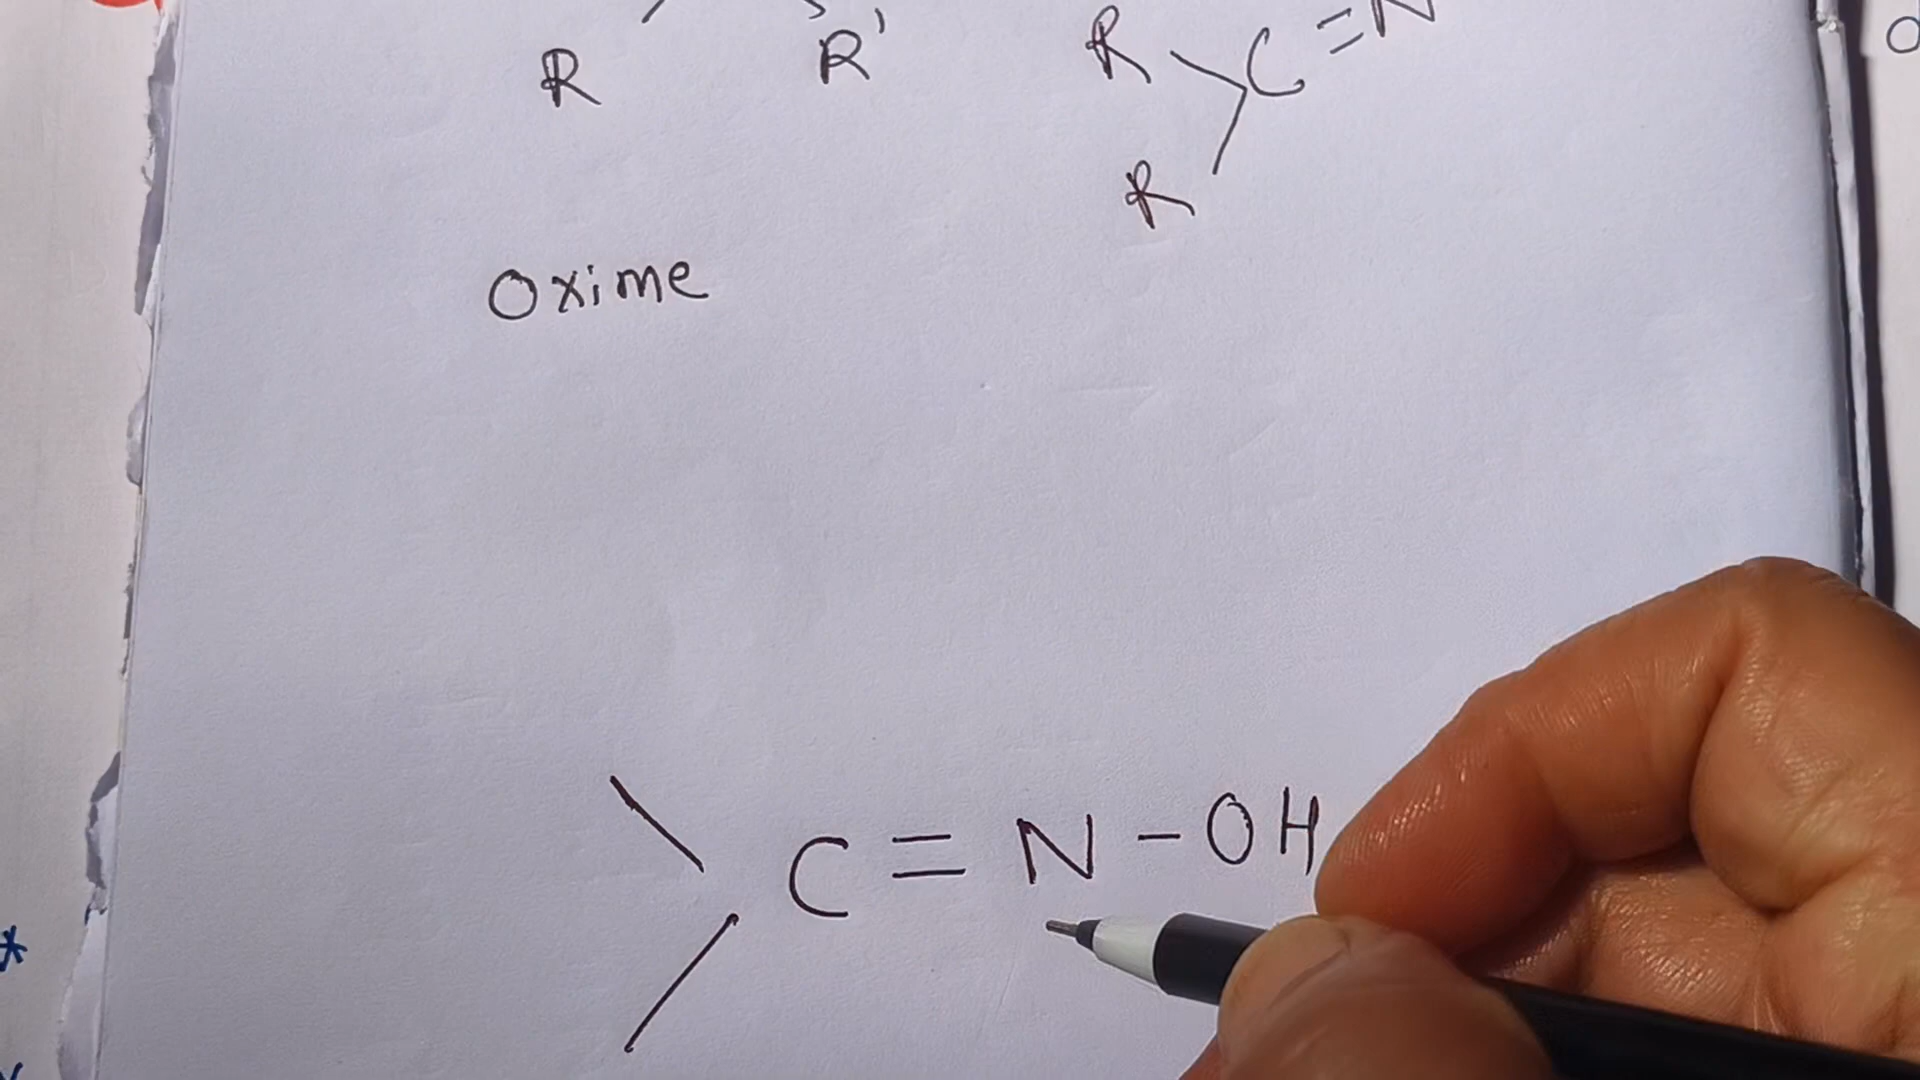 R R' R C = N
R
Oxime
C = N - OH